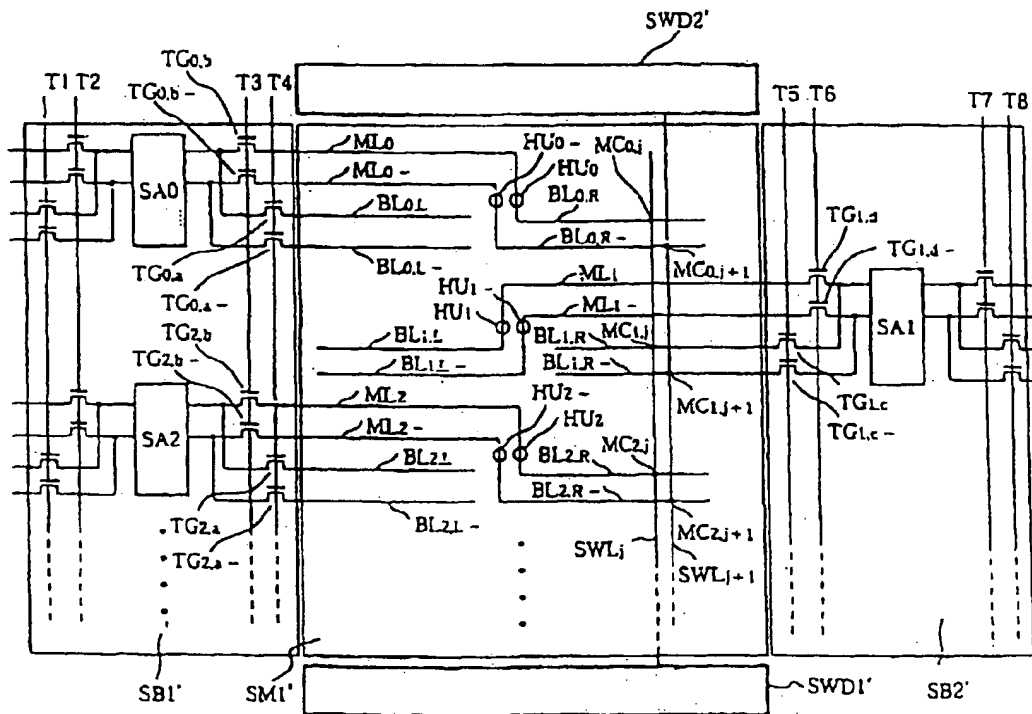 SWD2'
TG0,b
TG0,b-
T1 T2 T3 T4 T5 T6 T7 T8
ML0
ML0-
HU0-
HU0
MC0,j
SA0
BL0,L
BL0,R
BL0,L-
BL0,R-
MC0,j+1
TG0,a
TG0,a-
TG1,d
TG1,d-
ML1
ML1-
HU1-
HU1
SA1
TG2,b
TG2,b-
BL1,L
BL1,L-
BL1,R
MC1,j
BL1,R-
MC1,j+1
TG1,c
TG1,c-
ML2
ML2-
HU2-
HU2
MC2,j
SA2
BL2,L
BL2,R
BL2,R-
BL2,L-
MC2,j+1
TG2,a
TG2,a-
SWLj
SWLj+1
SB1'
SM1'
SWD1'
SB2'